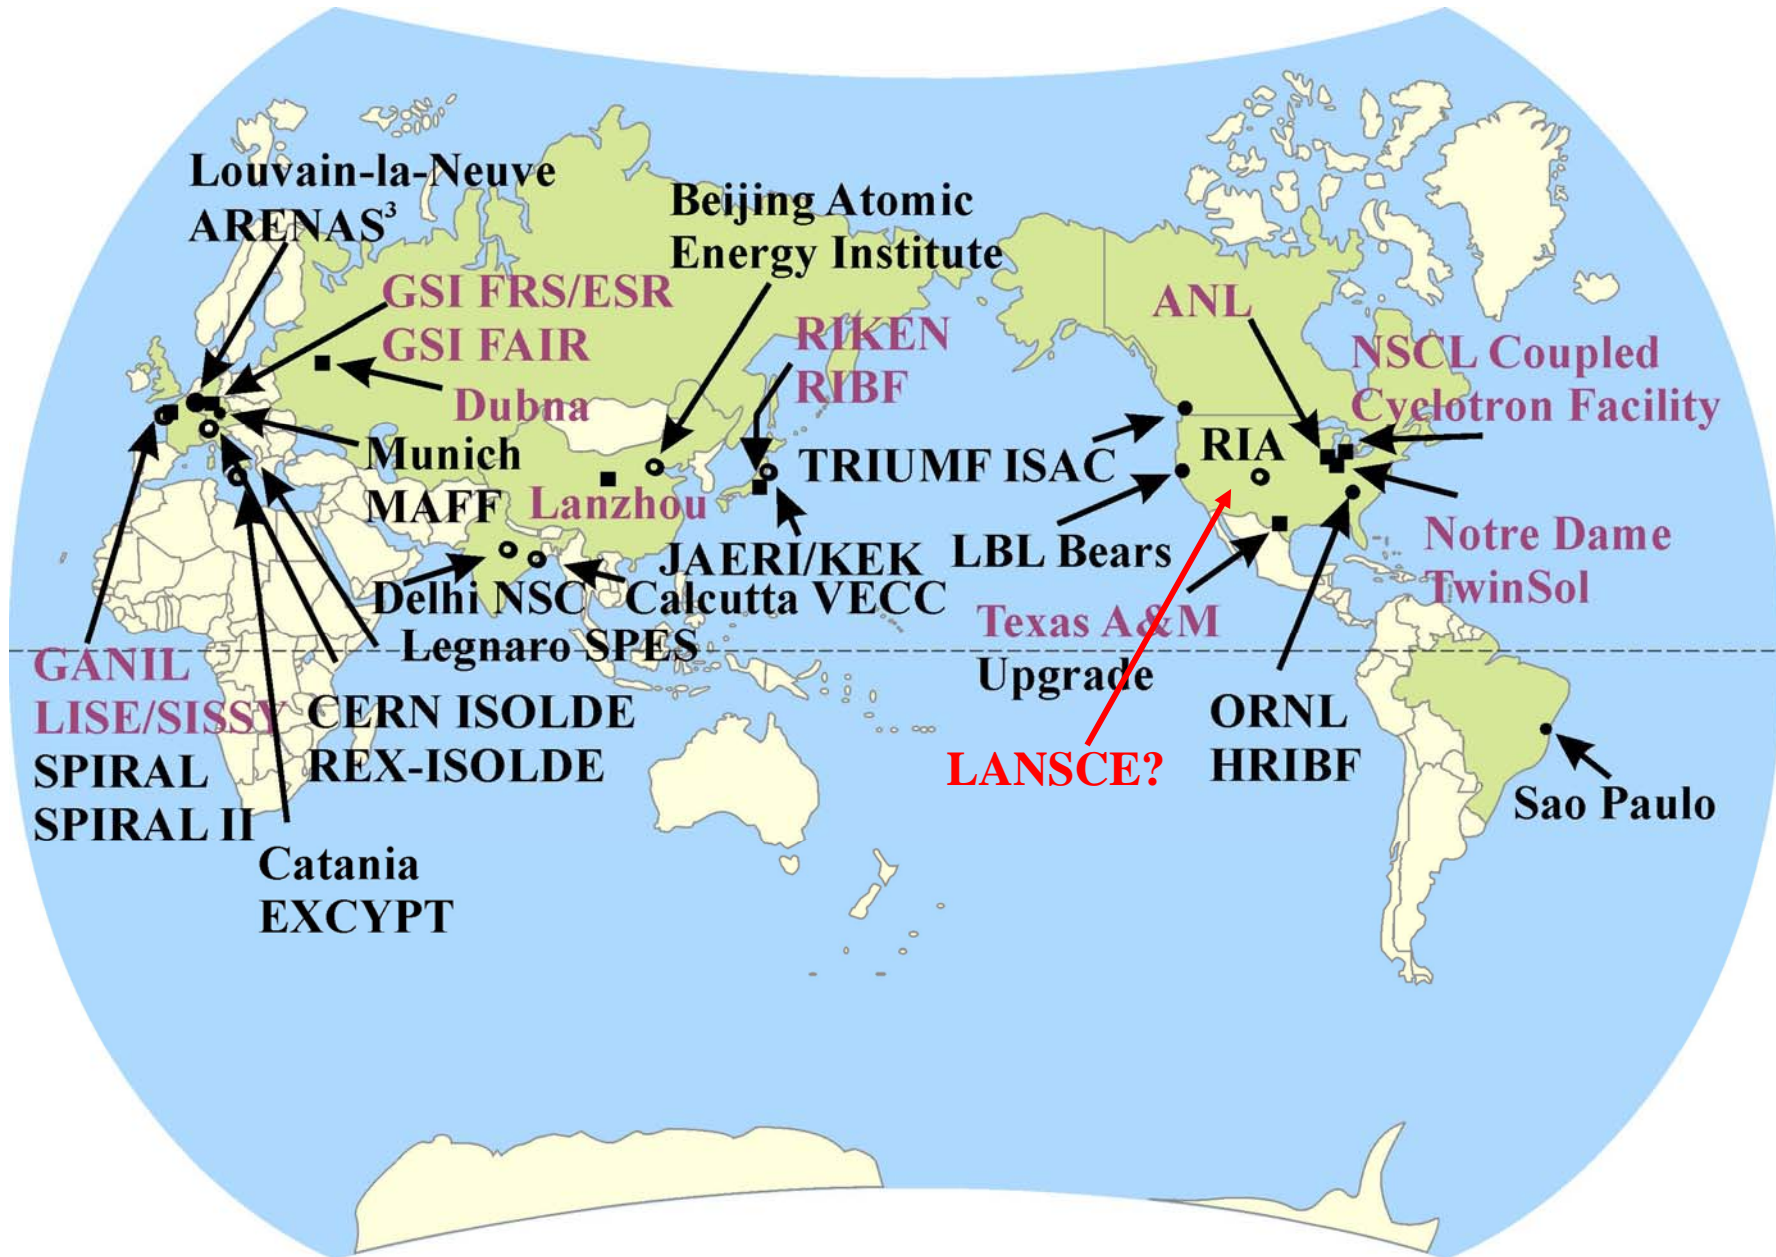 Louvain-la-Neuve
ARENAS³
Beijing Atomic
Energy Institute
GSI FRS/ESR
GSI FAIR
Dubna
RIKEN
RIBF
ANL
NSCL Coupled
Cyclotron Facility
Munich
MAFF
Lanzhou
TRIUMF ISAC
RIA
JAERI/KEK
LBL Bears
Notre Dame
TwinSol
Delhi NSC
Calcutta VECC
Legnaro SPES
Texas A&M
Upgrade
GANIL
LISE/SISSY
SPIRAL
SPIRAL II
CERN ISOLDE
REX-ISOLDE
LANSCE?
ORNL
HRIBF
Sao Paulo
Catania
EXCYPT